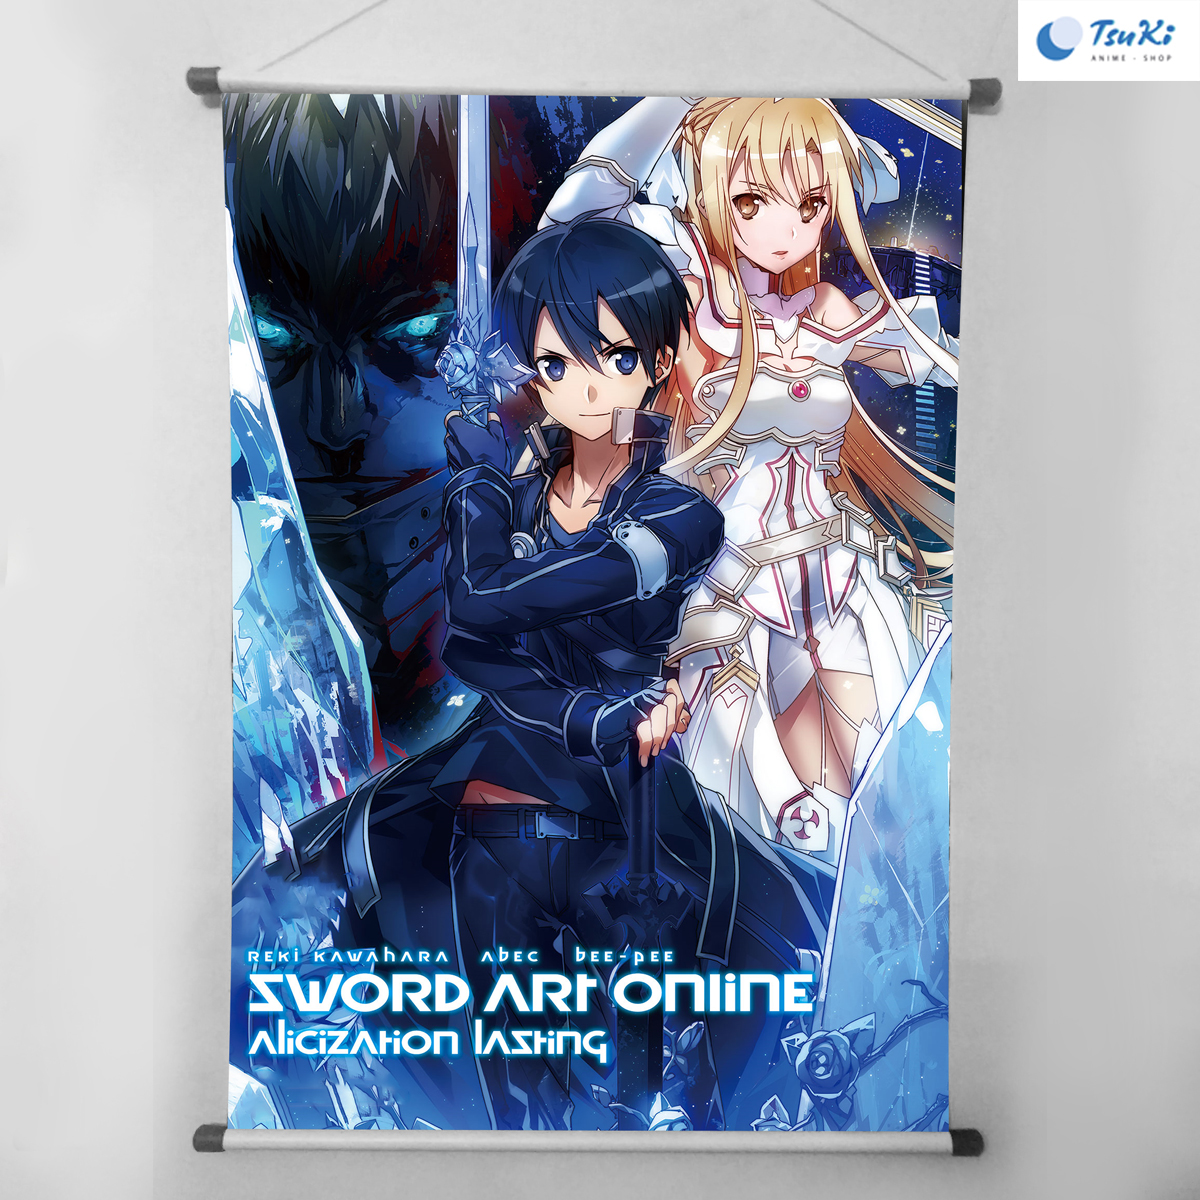 TsuKi
ANIME - SHOP
REKI KAWAHARA abec bee-pee
SWORD ART ONLINE
alicization lasting